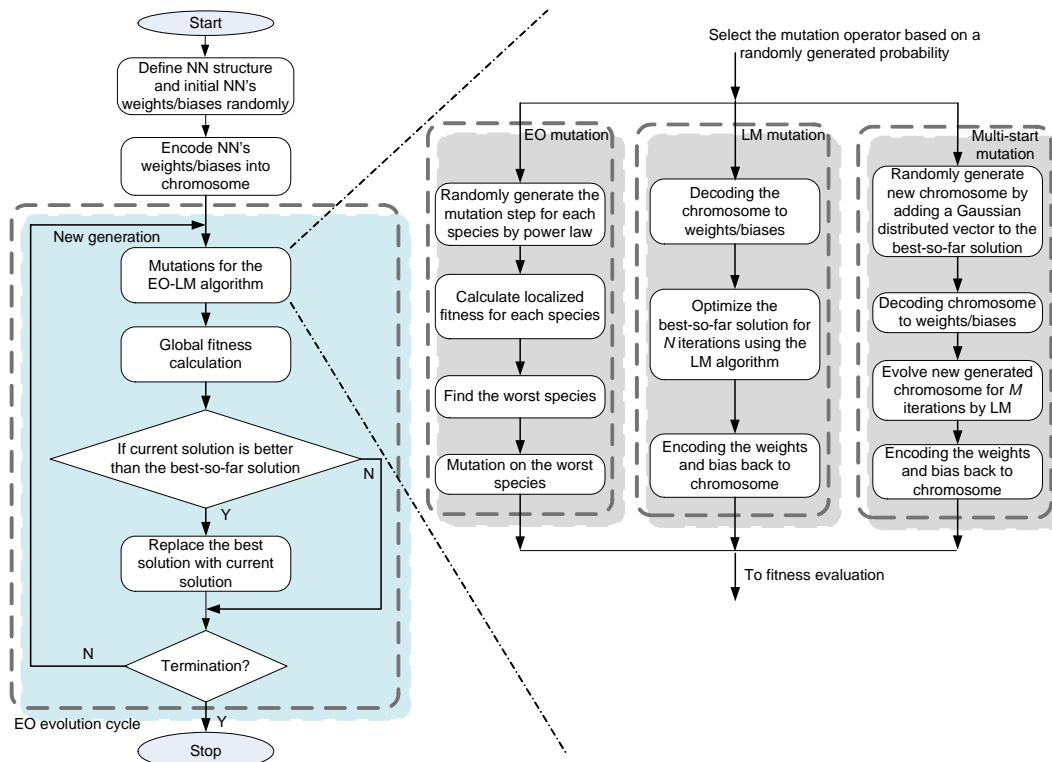 Start
Define NN structure
and initial NN's
weights/biases randomly
Encode NN's
weights/biases into
chromosome
New generation
Mutations for the
EO-LM algorithm
Global fitness
calculation
If current solution is better
than the best-so-far solution
N
Y
Replace the best
solution with current
solution
Termination?
N
Y
EO evolution cycle
Stop
Select the mutation operator based on a
randomly generated probability
EO mutation
Randomly generate the
mutation step for each
species by power law
Calculate localized
fitness for each species
Find the worst species
Mutation on the worst
species
LM mutation
Decoding the
chromosome to
weights/biases
Optimize the
best-so-far solution for
N iterations using the
LM algorithm
Encoding the weights
and bias back to
chromosome
Multi-start
mutation
Randomly generate
new chromosome by
adding a Gaussian
distributed vector to the
best-so-far solution
Decoding chromosome
to weights/biases
Evolve new generated
chromosome for M
iterations by LM
Encoding the weights
and bias back to
chromosome
To fitness evaluation